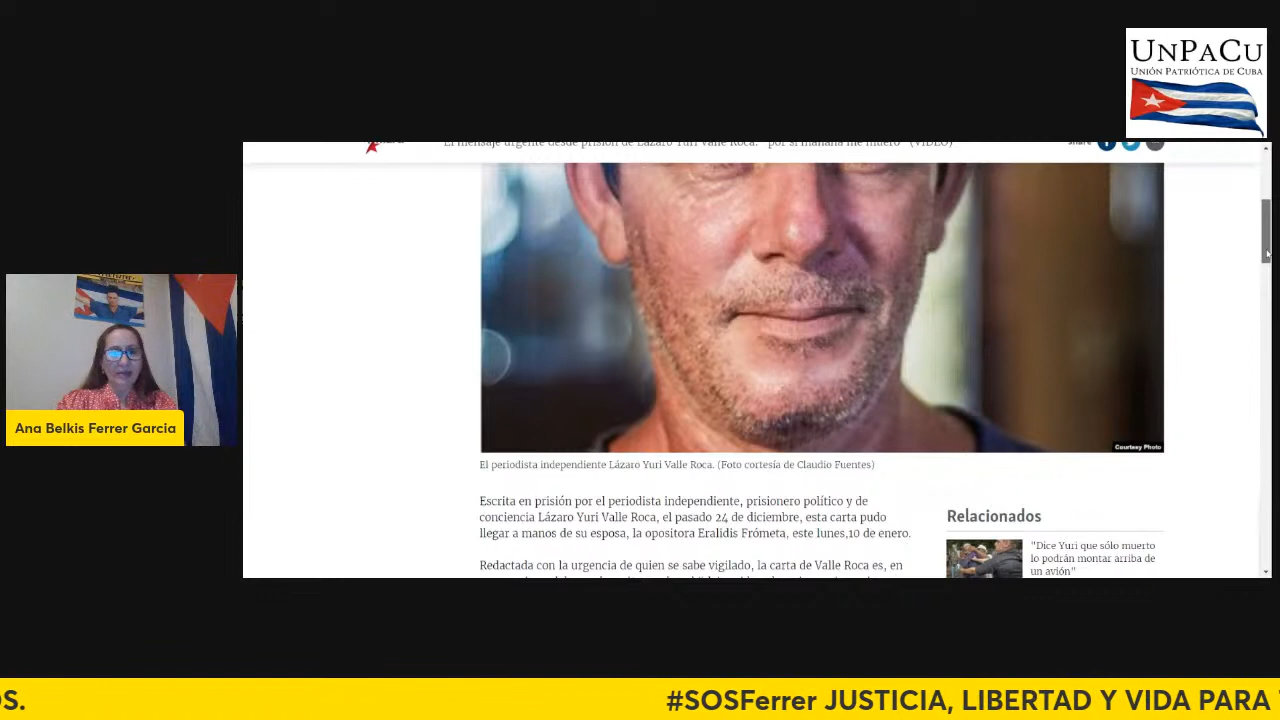 UNPACU
UNIÓN PATRIÓTICA DE CUBA
El mensaje urgente desde prisión de Lázaro Yuri Valle Roca: "por si mañana me muero" (VIDEO)
share
Ana Belkis Ferrer Garcia
Courtesy Photo
El periodista independiente Lázaro Yuri Valle Roca. (Foto cortesía de Claudio Fuentes)
Escrita en prisión por el periodista independiente, prisionero político y de
conciencia Lázaro Yuri Valle Roca, el pasado 24 de diciembre, esta carta pudo
llegar a manos de su esposa, la opositora Eralidis Frómeta, este lunes,10 de enero.
Redactada con la urgencia de quien se sabe vigilado, la carta de Valle Roca es, en
Relacionados
"Dice Yuri que sólo muerto
lo podrán montar arriba de
un avión"
OS.
#SOSFerrer JUSTICIA, LIBERTAD Y VIDA PARA